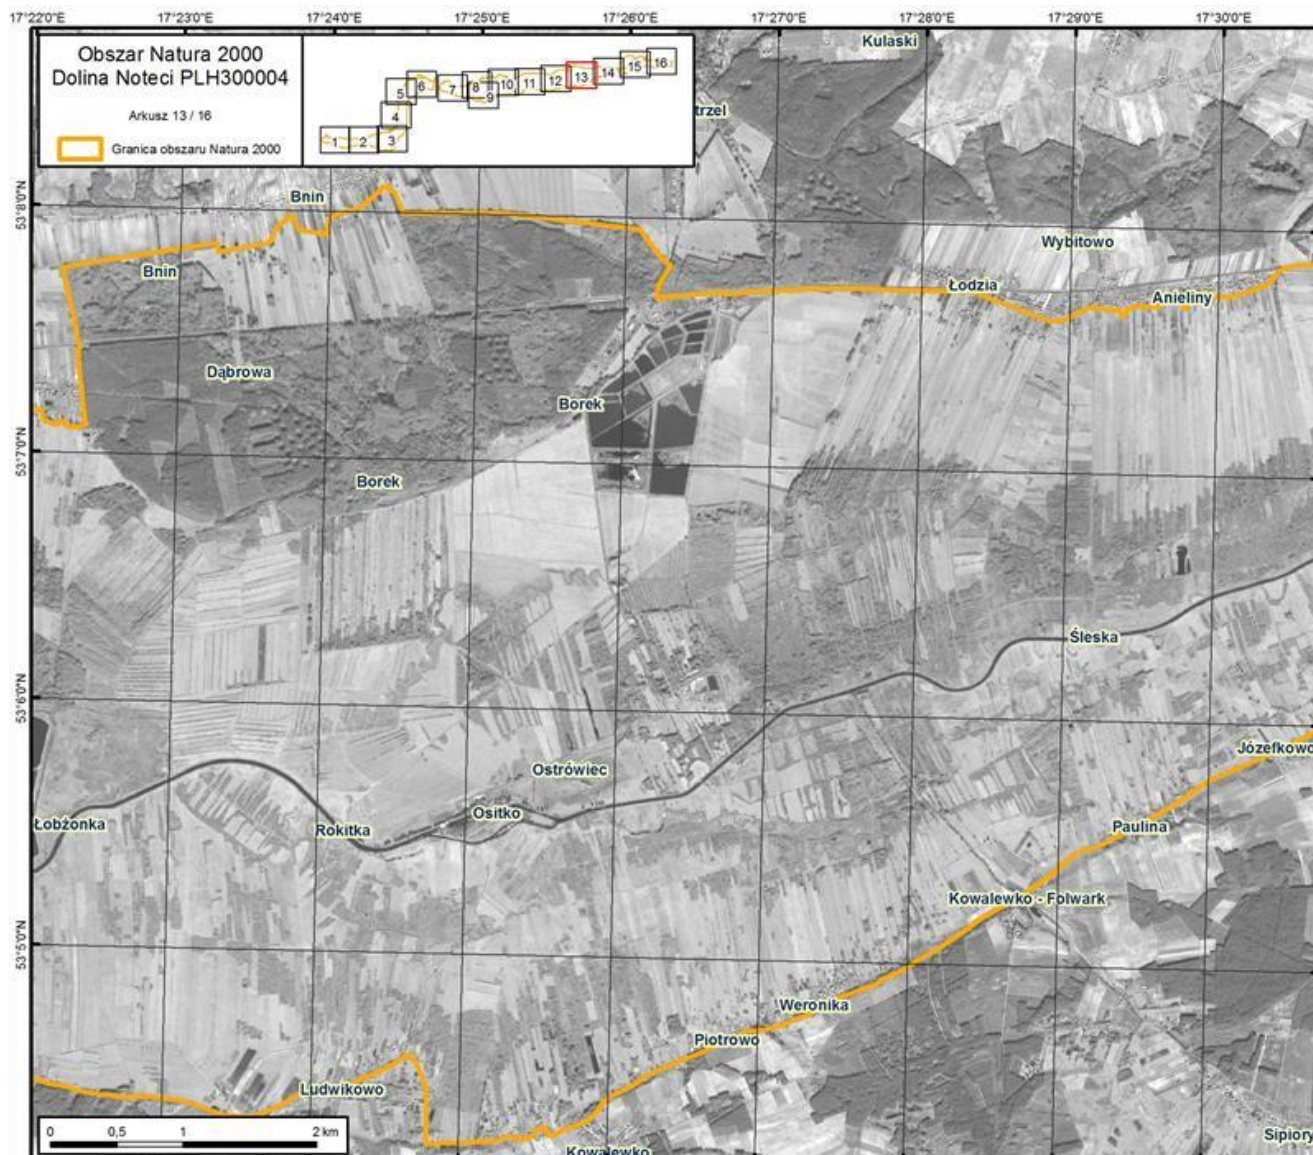 17°22'0"E
17°23'0"E
17°24'0"E
17°25'0"E
17°26'0"E
17°27'0"E
17°28'0"E
17°29'0"E
17°30'0"E
Obszar Natura 2000
Dolina Noteci PLH300004
Arkusz 13 / 16
Granica obszaru Natura 2000
1
2
3
4
5
6
7
8
9
10
11
12
13
14
15
16
Kulaski
trzel
53°8'0"N
Bnin
Bnin
Wybitowo
Łodzia
Anieliny
Dąbrowa
Borek
53°7'0"N
Borek
Śleska
53°6'0"N
Józefkowo
Ostrówiec
Ositko
Łobżonka
Rokitka
Paulina
Kowalewko - Folwark
53°5'0"N
Weronika
Piotrowo
Ludwikowo
0 0,5 1 2 km
Kowalewko
Sipiory